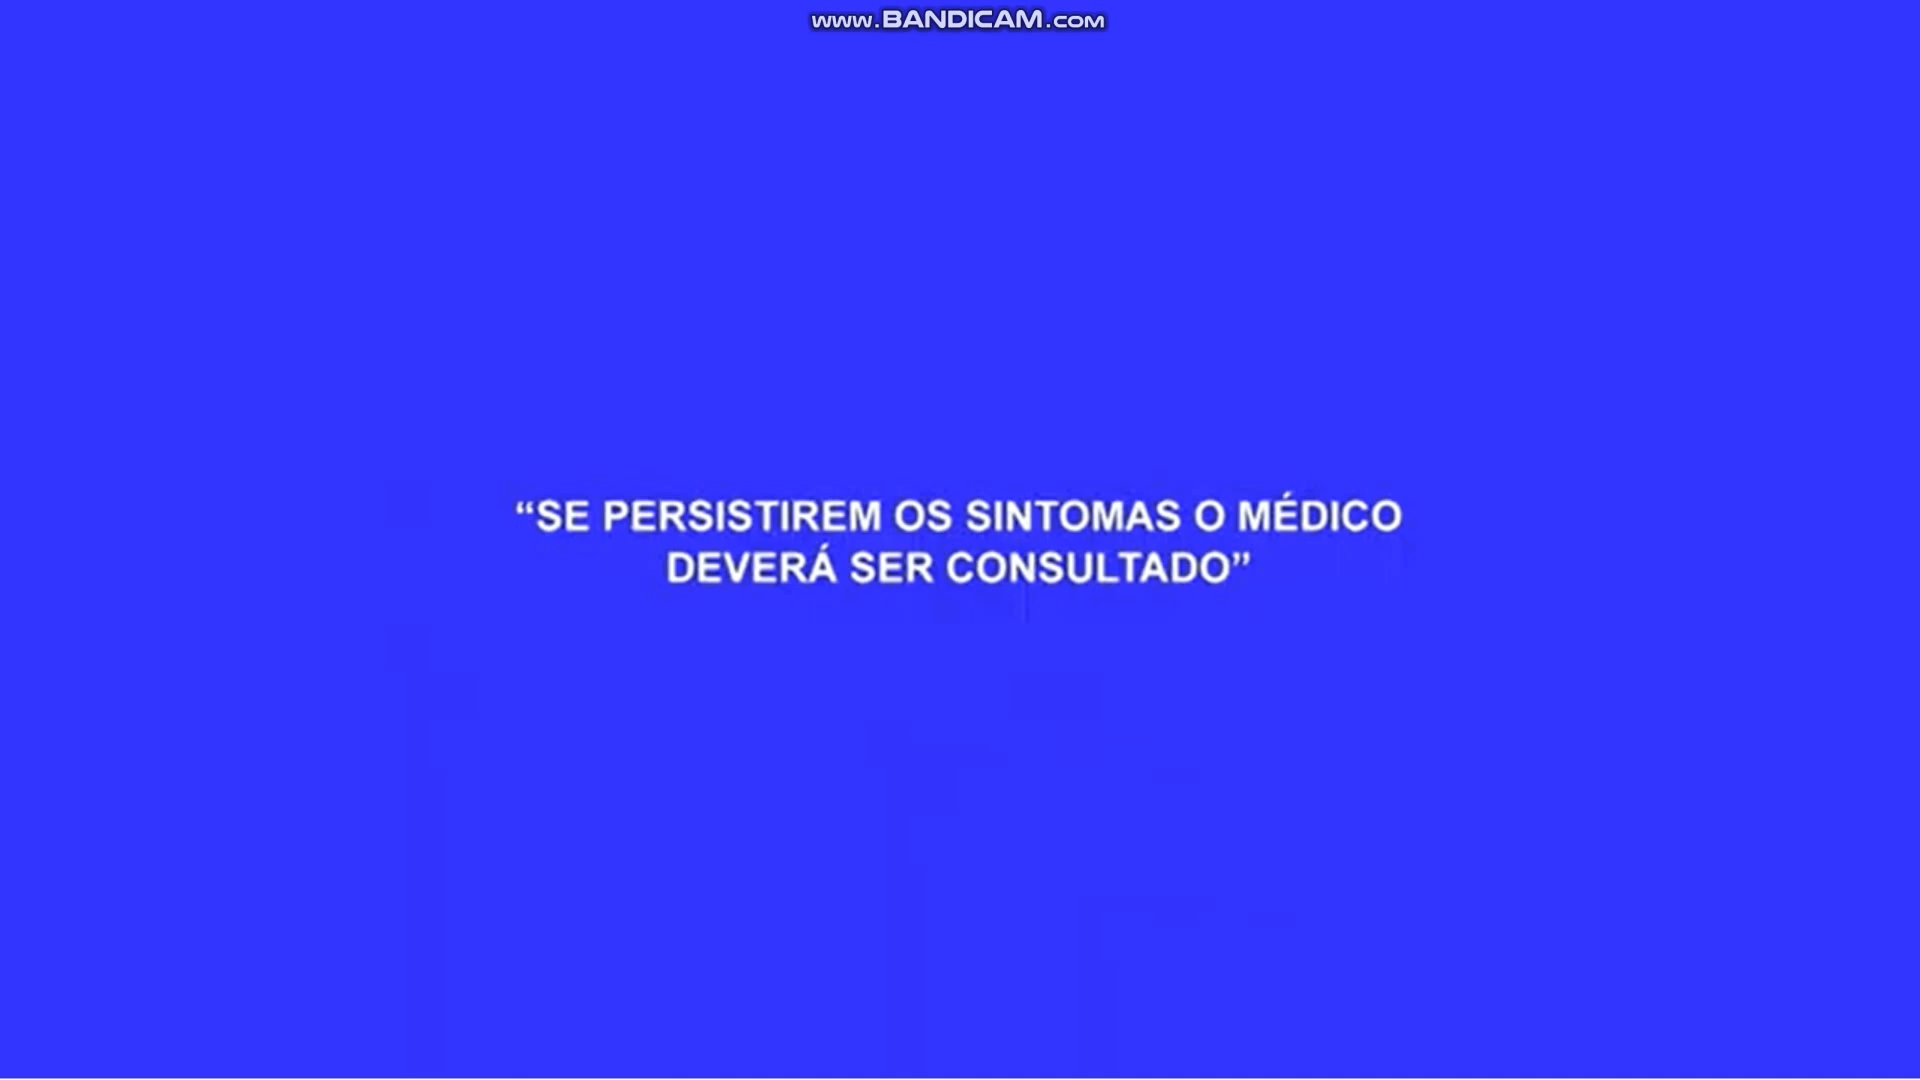 www.BANDICAM.com
“SE PERSISTIREM OS SINTOMAS O MÉDICO
DEVERÁ SER CONSULTADO”